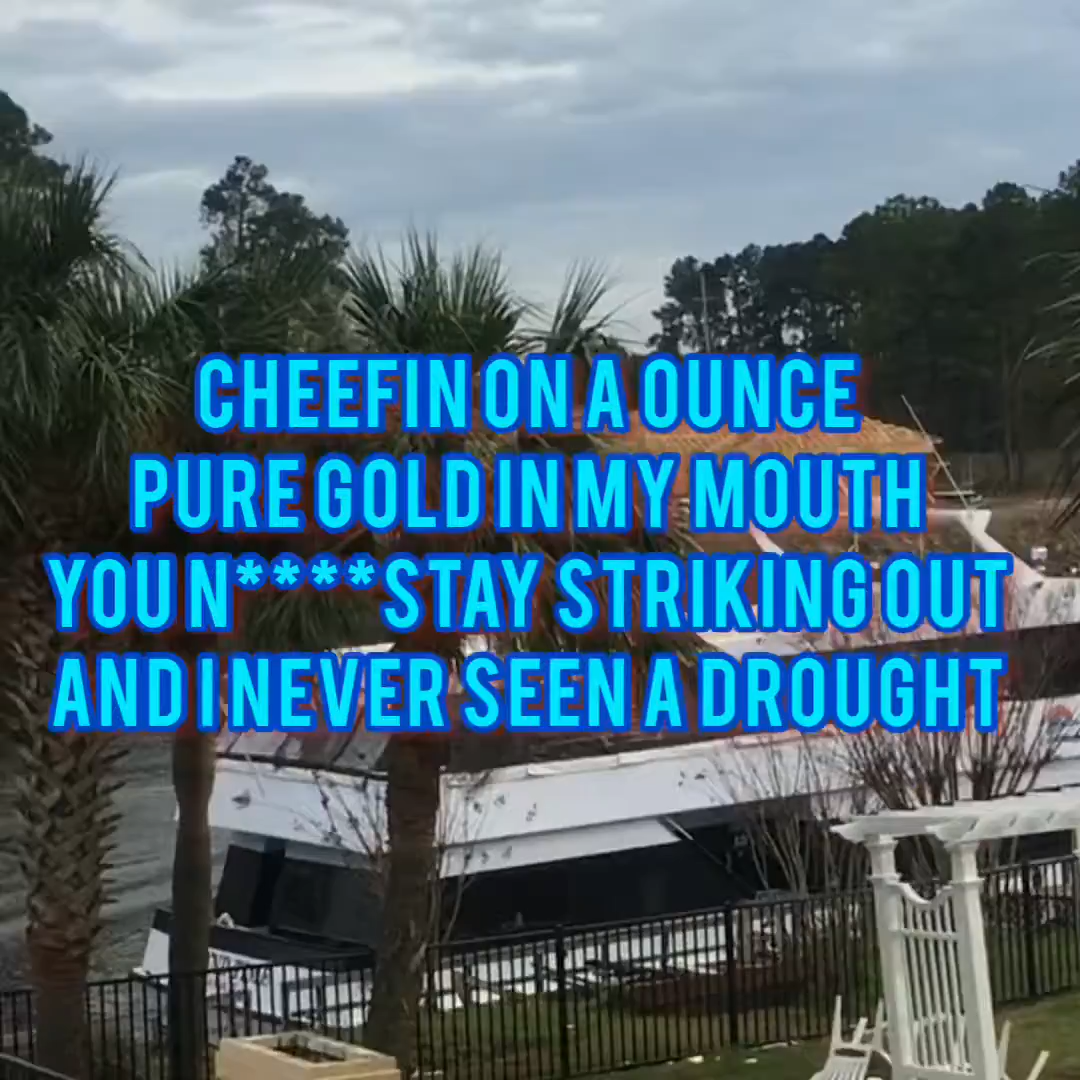 CHEEFIN ON A OUNCE
PURE GOLD IN MY MOUTH
YOU N**** STAY STRIKING OUT
AND I NEVER SEEN A DROUGHT